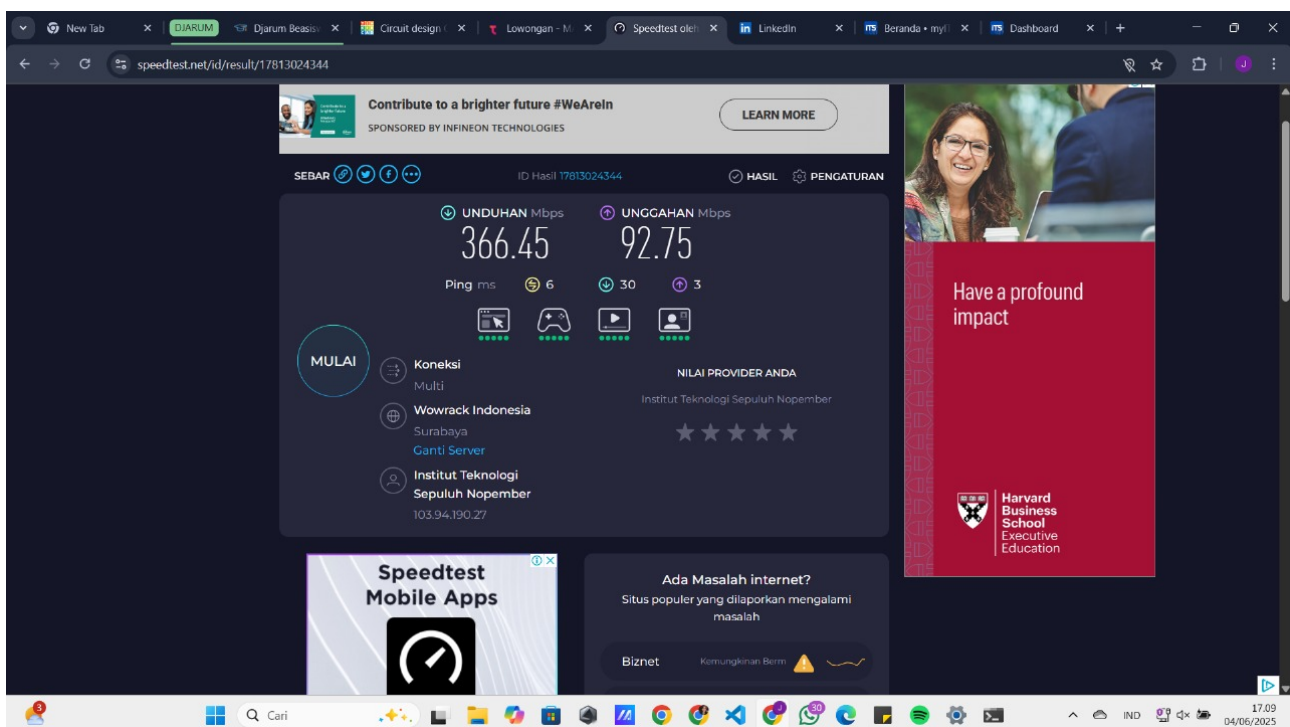 New Tab
DJARUM
Djarum Beasisw
Circuit design
Lowongan - M
Speedtest oleh
LinkedIn
Beranda • myI
Dashboard
speedtest.net/id/result/17813024344
J
Contribute to a brighter future #WeAreIn
SPONSORED BY INFINEON TECHNOLOGIES
LEARN MORE
SEBAR
ID Hasil 17813024344
HASIL
PENGATURAN
UNDUHAN Mbps
UNGGAHAN Mbps
366.45
92.75
Ping ms 6 30 3
MULAI
Koneksi
Multi
Wowrack Indonesia
Surabaya
Ganti Server
Institut Teknologi
Sepuluh Nopember
103.94.190.27
NILAI PROVIDER ANDA
Institut Teknologi Sepuluh Nopember
Have a profound
impact
Harvard
Business
School
Executive
Education
Speedtest
Mobile Apps
Ada Masalah internet?
Situs populer yang dilaporkan mengalami
masalah
Biznet
Kemungkinan Berm
3
Cari
30
IND
17.09
04/06/2025